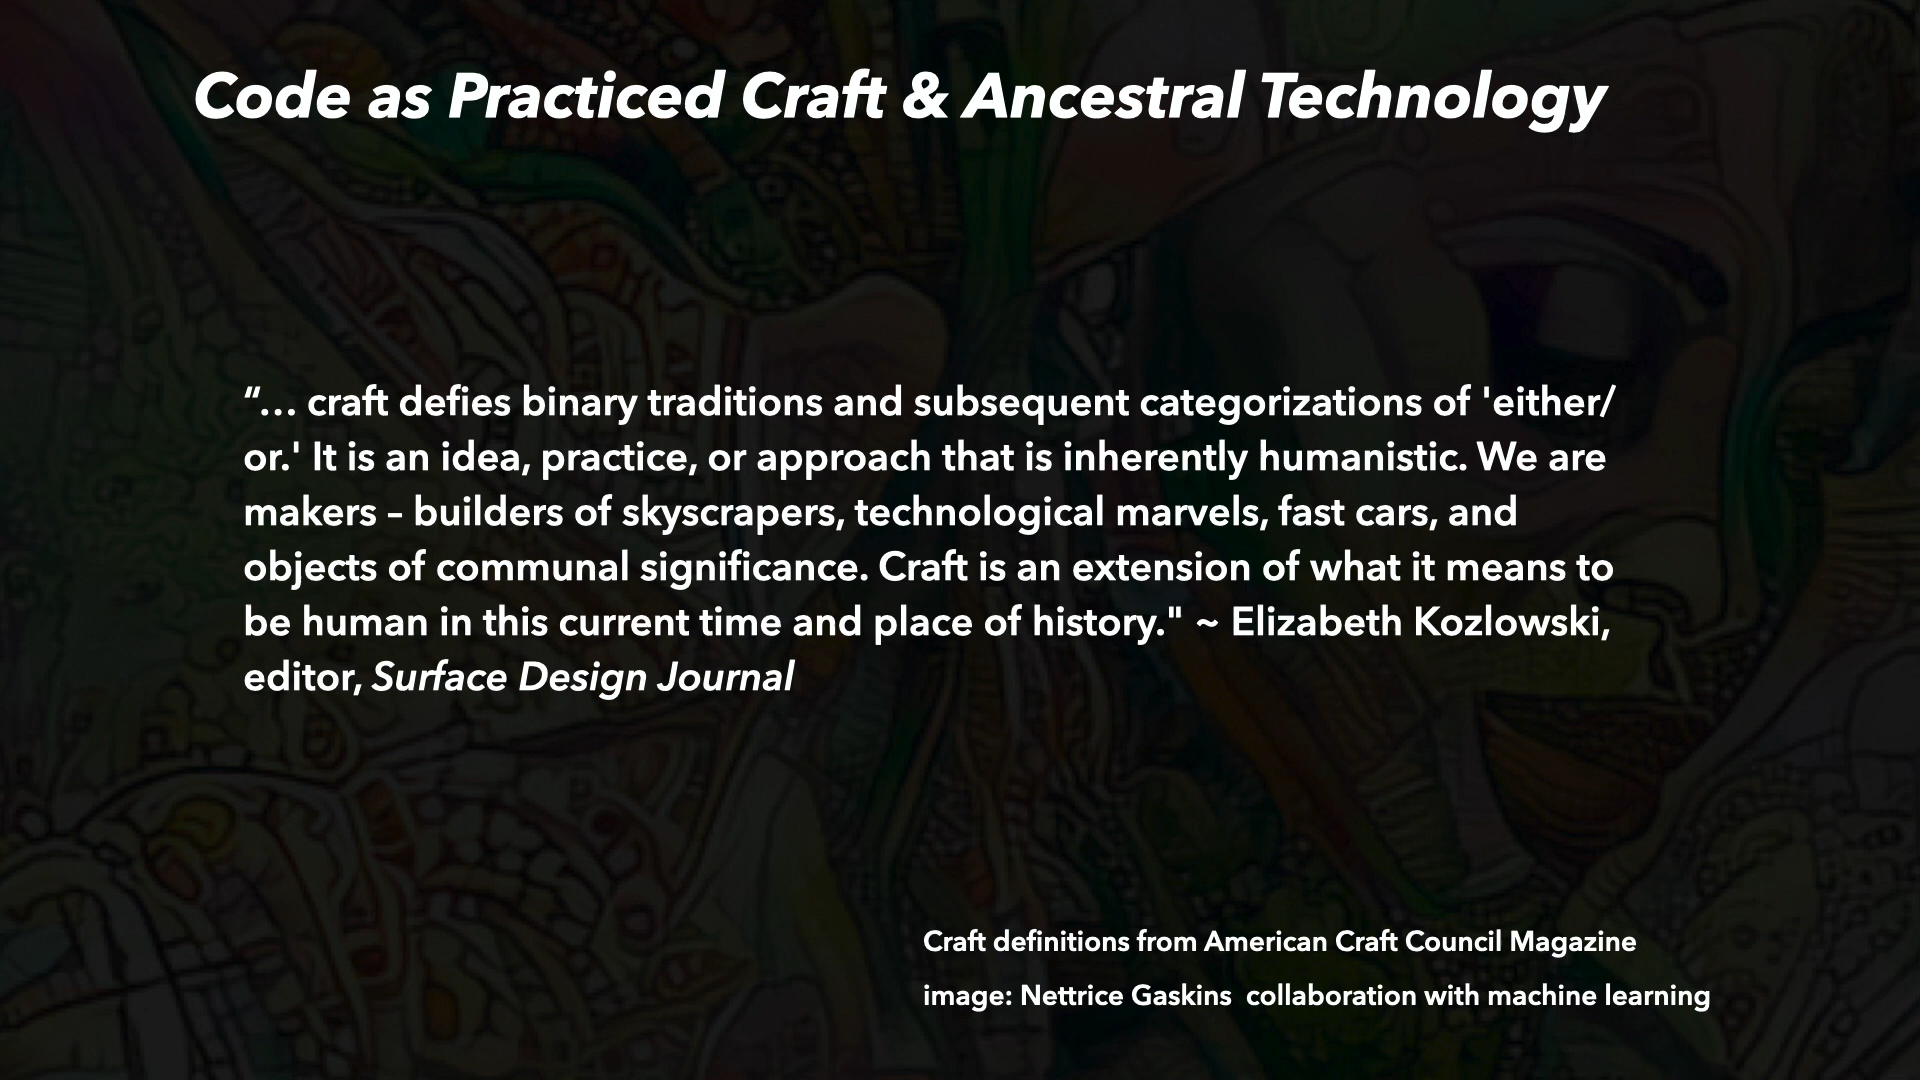 Code as Practiced Craft & Ancestral Technology
“… craft defies binary traditions and subsequent categorizations of 'either/
or.' It is an idea, practice, or approach that is inherently humanistic. We are
makers – builders of skyscrapers, technological marvels, fast cars, and
objects of communal significance. Craft is an extension of what it means to
be human in this current time and place of history." ~ Elizabeth Kozlowski,
editor, Surface Design Journal
Craft definitions from American Craft Council Magazine
image: Nettrice Gaskins  collaboration with machine learning